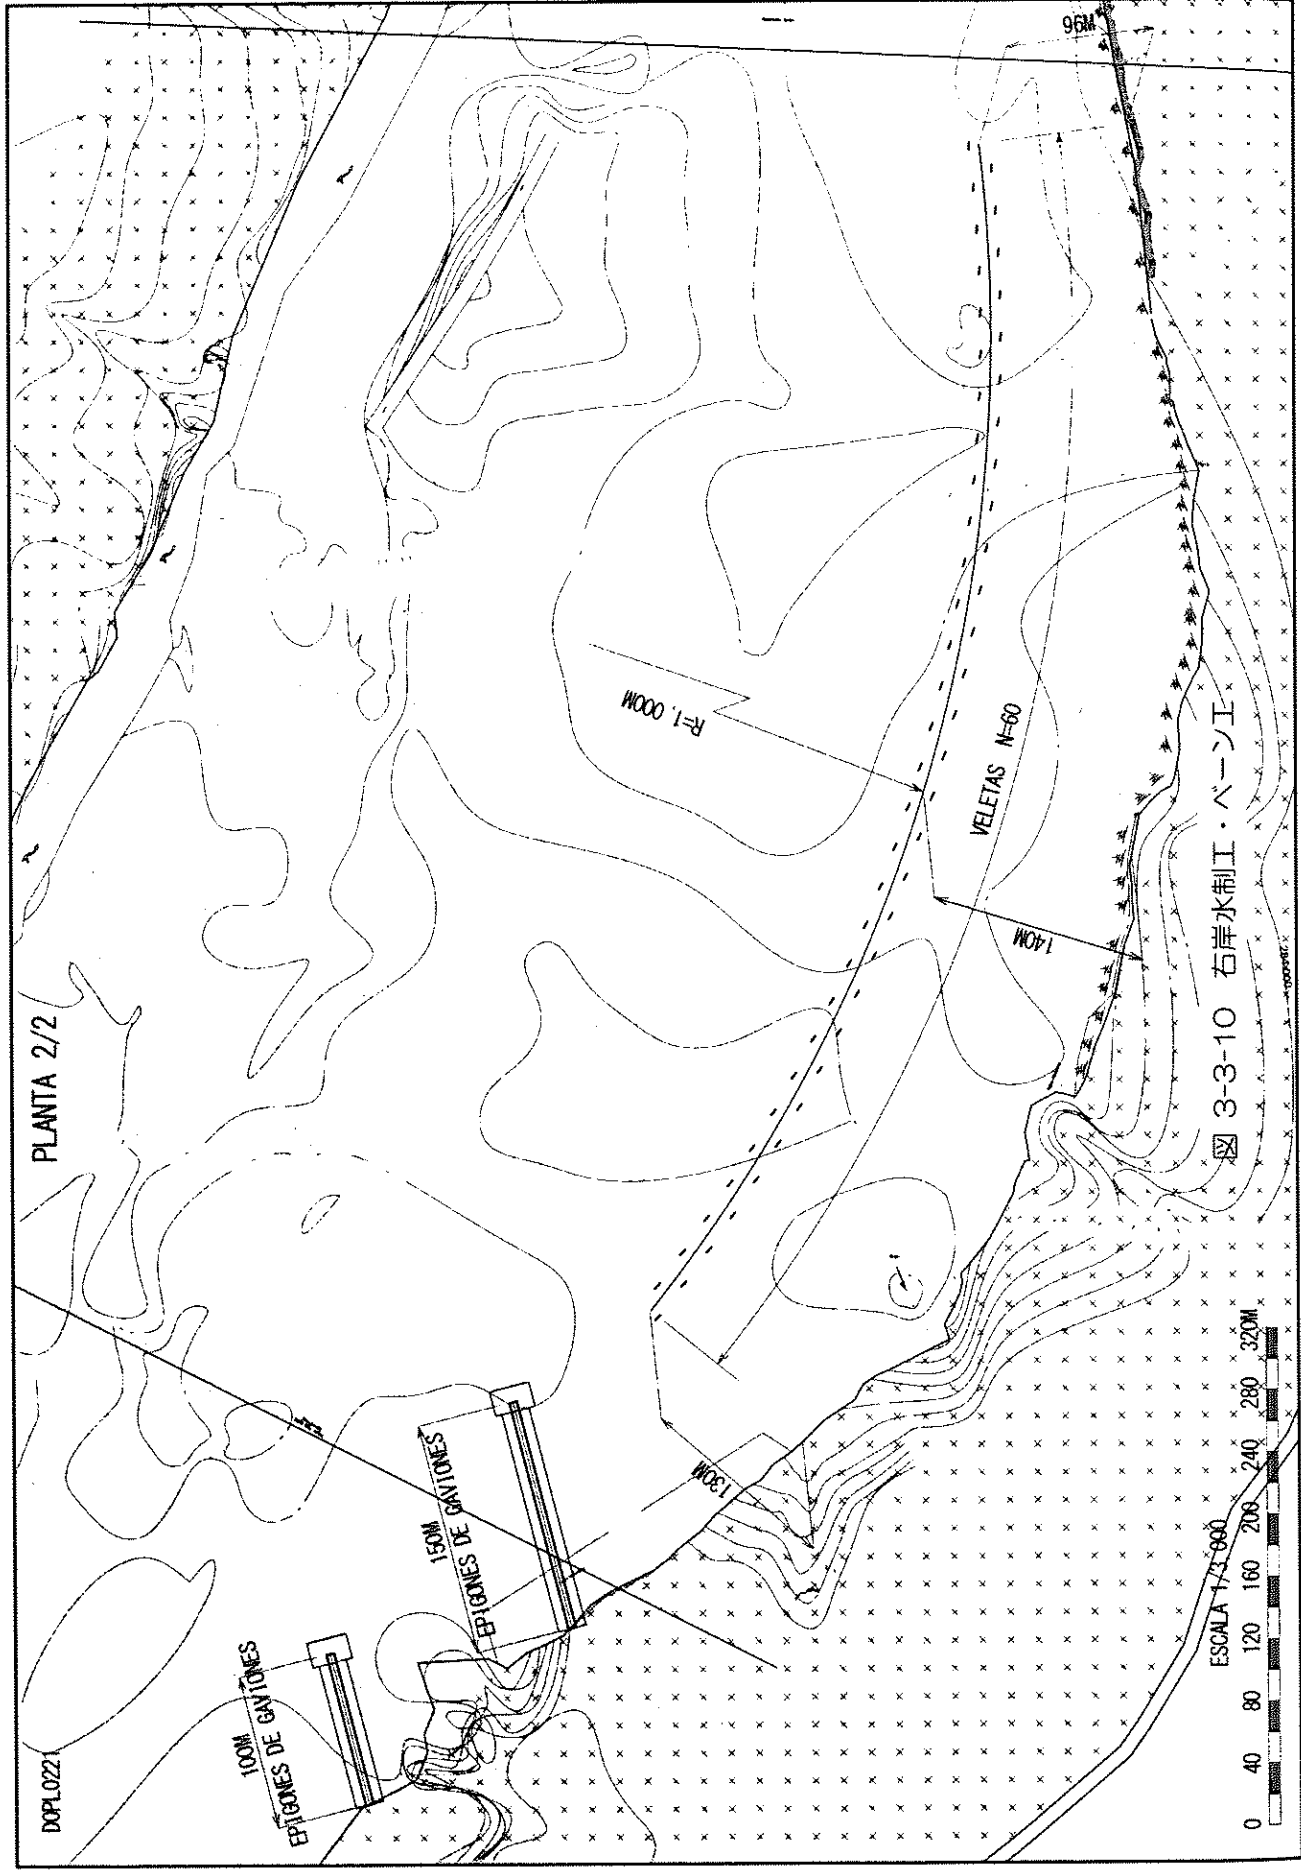 DOPL0221
PLANTA 2/2
100M
EPIGONES DE GAVIONES
150M
EPIGONES DE GAVIONES
130M
R=1,000M
VELETAS N=60
140M
96M
図 3-3-10 右岸水制工・ベーン工
ESCALA 1/3,000
0 40 80 120 160 200 240 280 320M